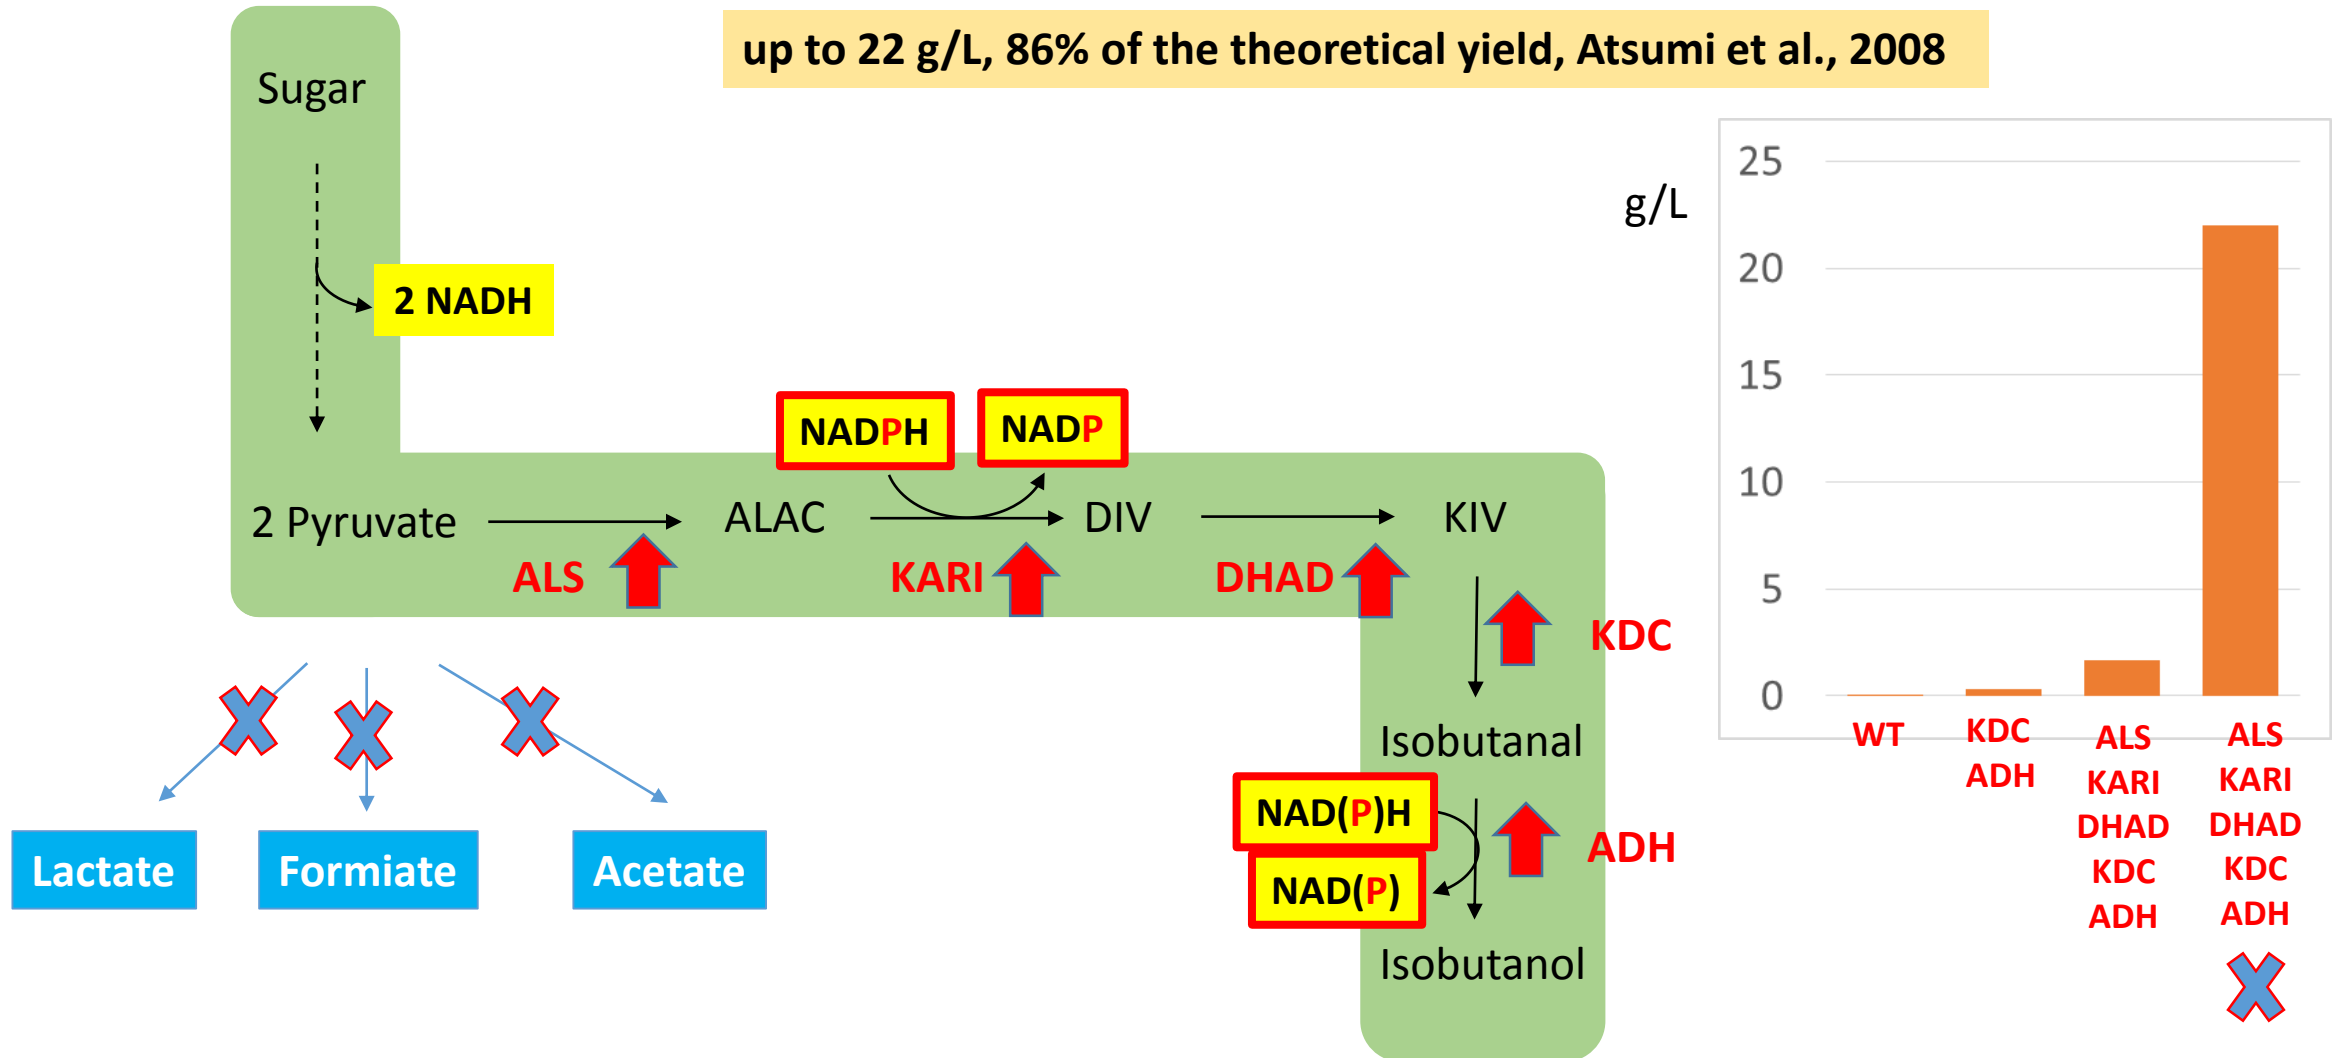 up to 22 g/L, 86% of the theoretical yield, Atsumi et al., 2008
Sugar
2 NADH
NADPH
NADP
2 Pyruvate
ALAC
DIV
KIV
ALS
KARI
DHAD
KDC
Isobutanal
NAD(P)H
NAD(P)
ADH
Isobutanol
Lactate
Formiate
Acetate
g/L
25
20
15
10
5
0
WT
KDC
ADH
ALS
KARI
DHAD
KDC
ADH
ALS
KARI
DHAD
KDC
ADH